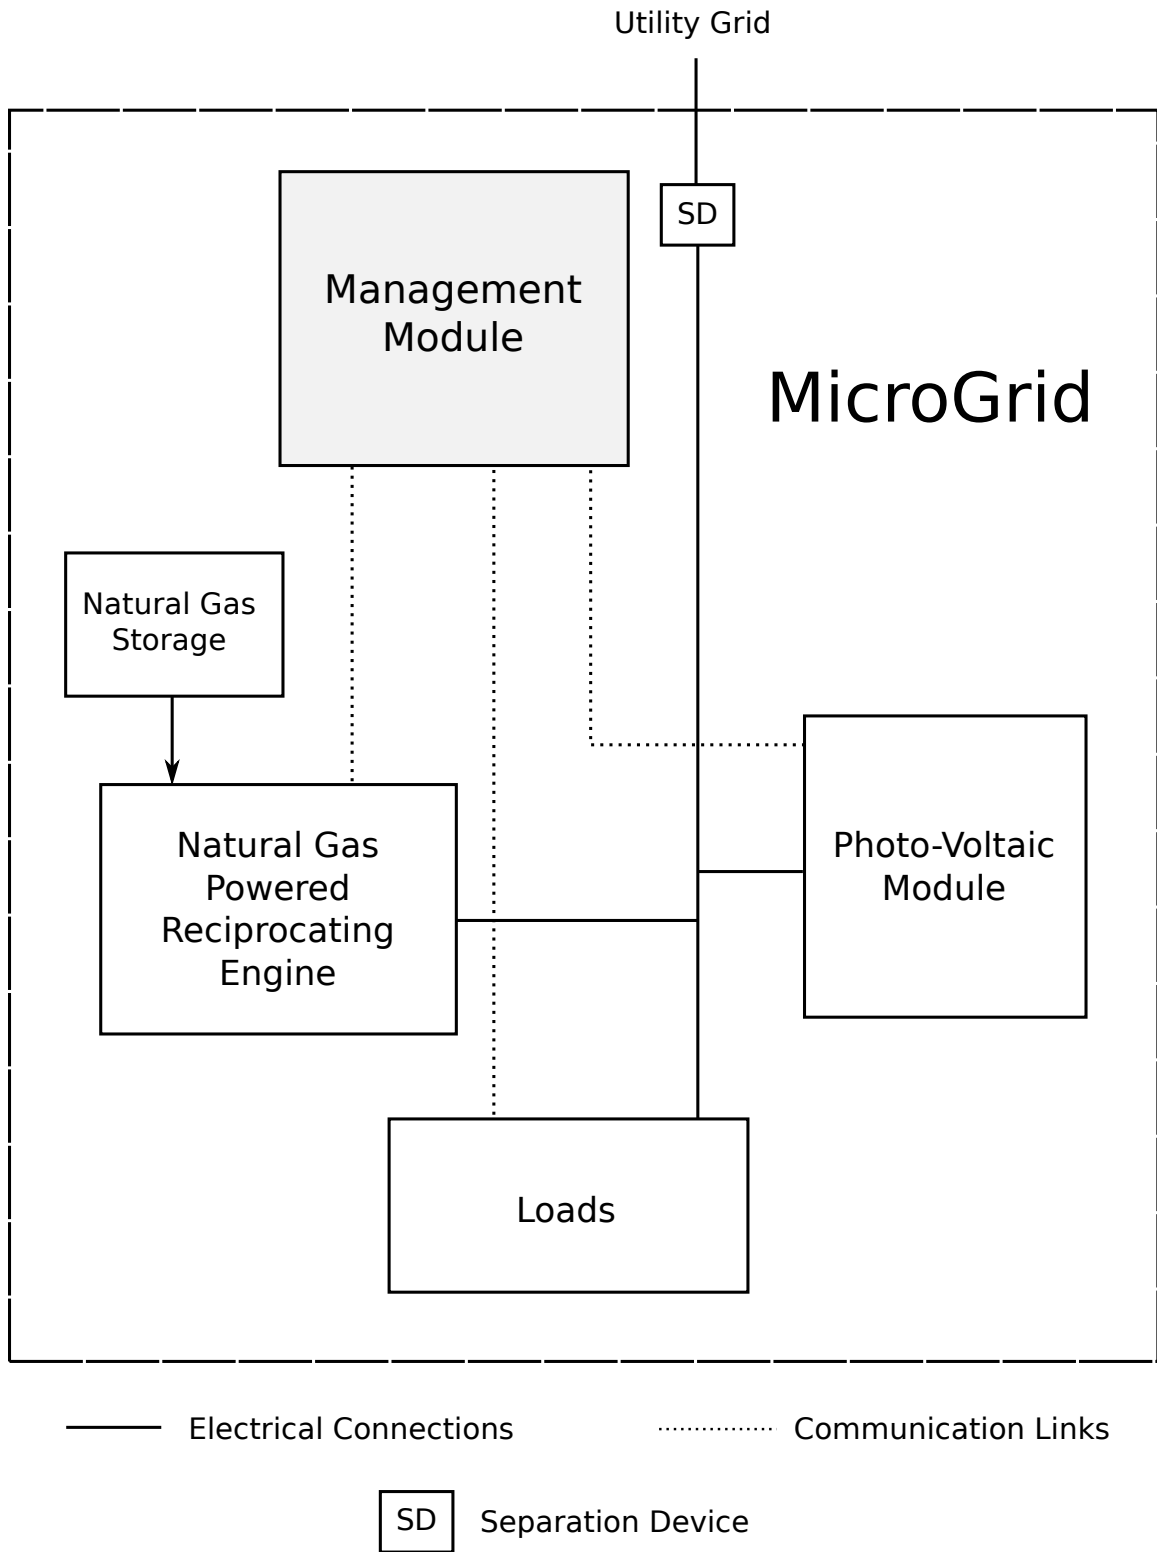 Utility Grid
SD
Management
Module
MicroGrid
Natural Gas
Storage
Natural Gas
Powered
Reciprocating
Engine
Photo-Voltaic
Module
Loads
Electrical Connections
Communication Links
SD
Separation Device